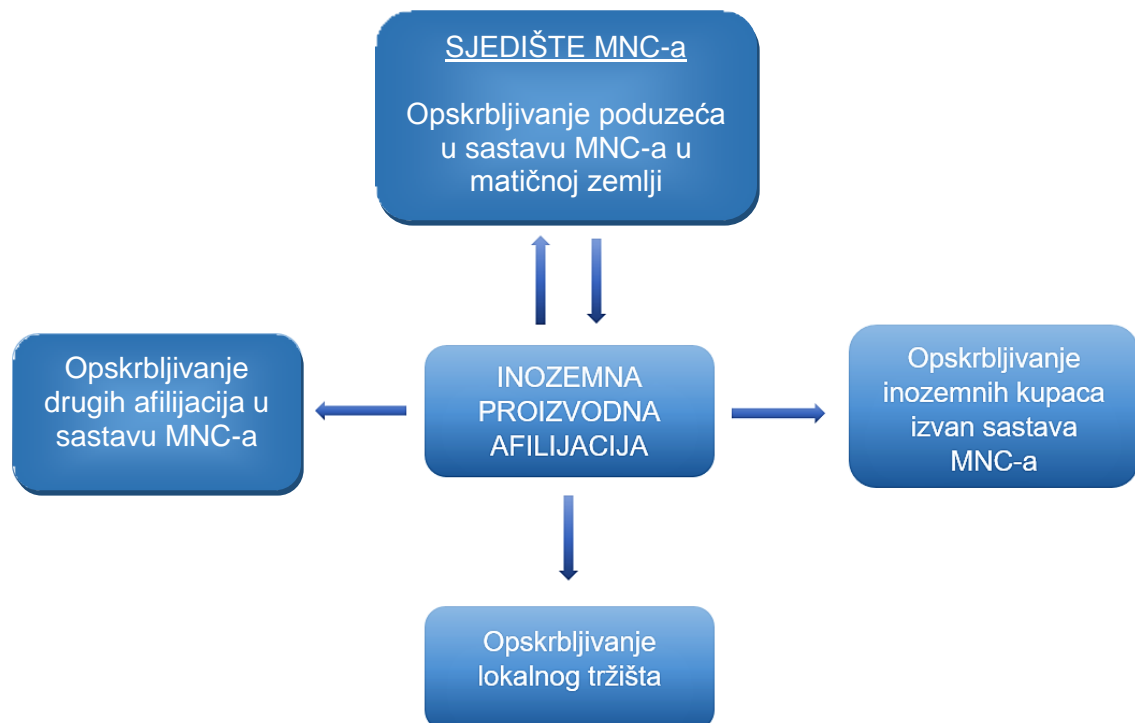 SJEDIŠTE MNC-a
Opskrbljivanje poduzeća
u sastavu MNC-a u
matičnoj zemlji
Opskrbljivanje
drugih afilijacija u
sastavu MNC-a
INOZEMNA
PROIZVODNA
AFILIJACIJA
Opskrbljivanje
inozemnih kupaca
izvan sastava
MNC-a
Opskrbljivanje
lokalnog tržišta